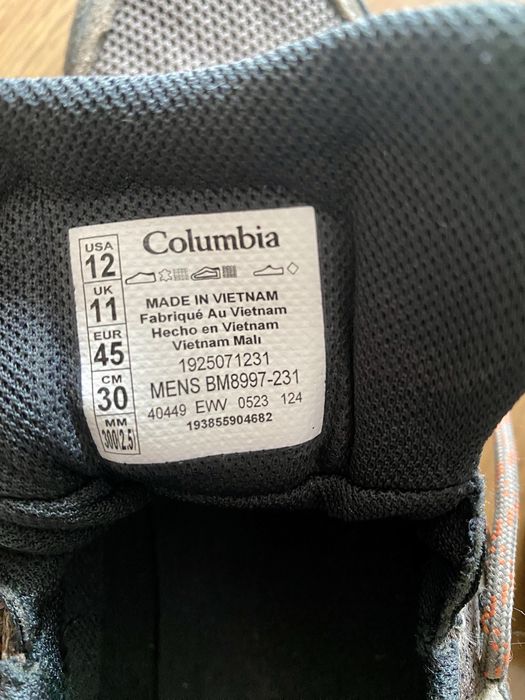 Columbia
USA
12
UK
11
EUR
45
CM
30
MM
300(2.5)
MADE IN VIETNAM
Fabriqué Au Vietnam
Hecho en Vietnam
Vietnam Malı
1925071231
MENS BM8997-231
40449 EWV 0523 124
193855904682